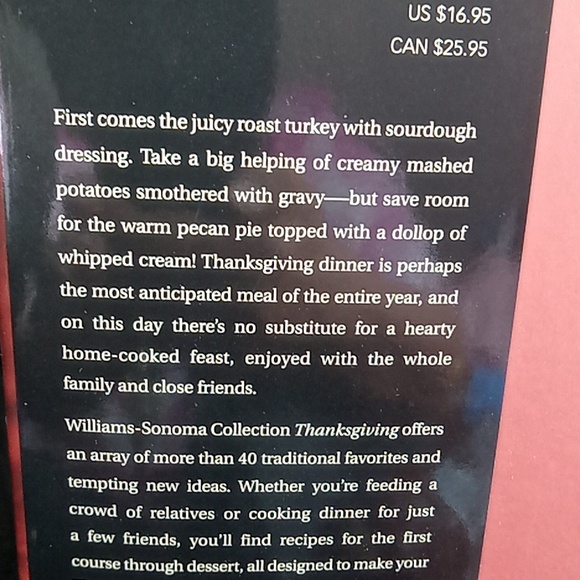 US $16.95
CAN $25.95
First comes the juicy roast turkey with sourdough
dressing. Take a big helping of creamy mashed
potatoes smothered with gravy—but save room
for the warm pecan pie topped with a dollop of
whipped cream! Thanksgiving dinner is perhaps
the most anticipated meal of the entire year, and
on this day there's no substitute for a hearty
home-cooked feast, enjoyed with the whole
family and close friends.
Williams-Sonoma Collection Thanksgiving offers
an array of more than 40 traditional favorites and
tempting new ideas. Whether you're feeding a
crowd of relatives or cooking dinner for just
a few friends, you'll find recipes for the first
course through dessert, all designed to make your